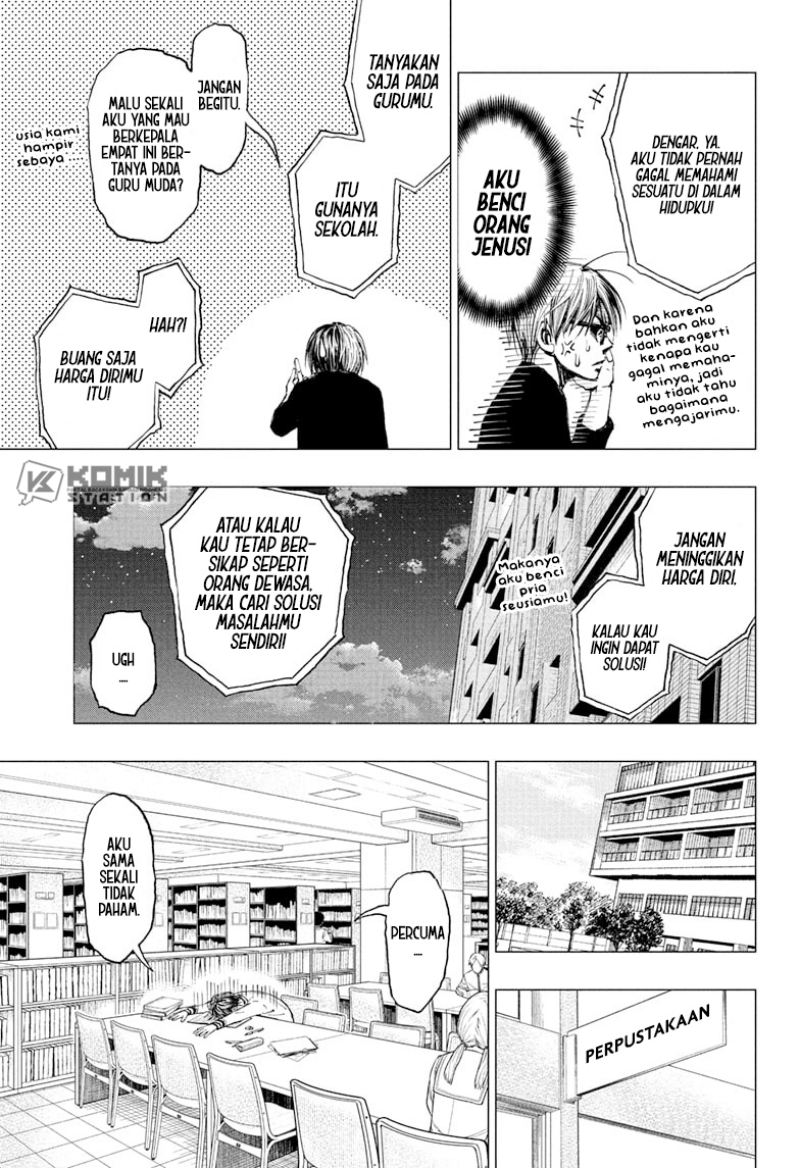 DENGAR, YA.
AKU TIDAK PERNAH
GAGAL MEMAHAMI
SESUATU DI DALAM
HIDUPKU!
AKU
BENCI
ORANG
JENUS!
Dan karena
bahkan aku
tidak mengerti
kenapa kau
gagal memaha-
minya, jadi
aku tidak tahu
bagaimana
mengajarimu.
TANYAKAN
SAJA PADA
GURUMU.
ITU
GUNANYA
SEKOLAH.
JANGAN
BEGITU.
MALU SEKALI
AKU YANG MAU
BERKEPALA
EMPAT INI BER-
TANYA PADA
GURU MUDA?
usia kami
hampir
sebaya ....
HAH?!
BUANG SAJA
HARGA DIRIMU
ITU!
KOMIK
STATION
JANGAN
MENINGGIKAN
HARGA DIRI,
KALAU KAU
INGIN DAPAT
SOLUSI!
Makanya
aku benci
pria
seusiamu!
ATAU KALAU
KAU TETAP BER-
SIKAP SEPERTI
ORANG DEWASA,
MAKA CARI SOLUSI
MASALAHMU
SENDIRI!
UGH
....
PERPUSTAKAAN
PERCUMA
....
AKU
SAMA
SEKALI
TIDAK
PAHAM.